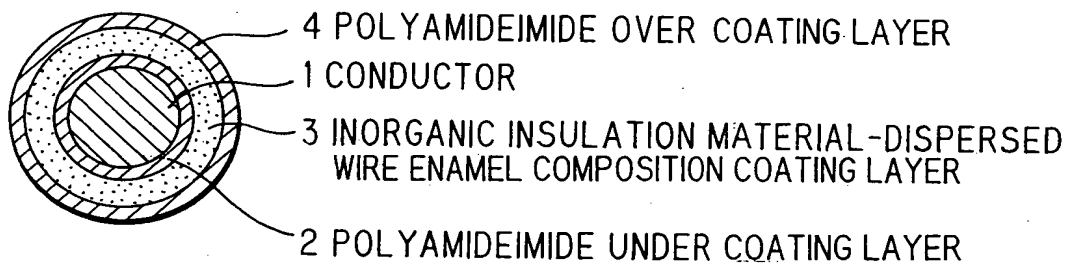 4 POLYAMIDEIMIDE OVER COATING LAYER
1 CONDUCTOR
3 INORGANIC INSULATION MATERIAL-DISPERSED
WIRE ENAMEL COMPOSITION COATING LAYER
2 POLYAMIDEIMIDE UNDER COATING LAYER